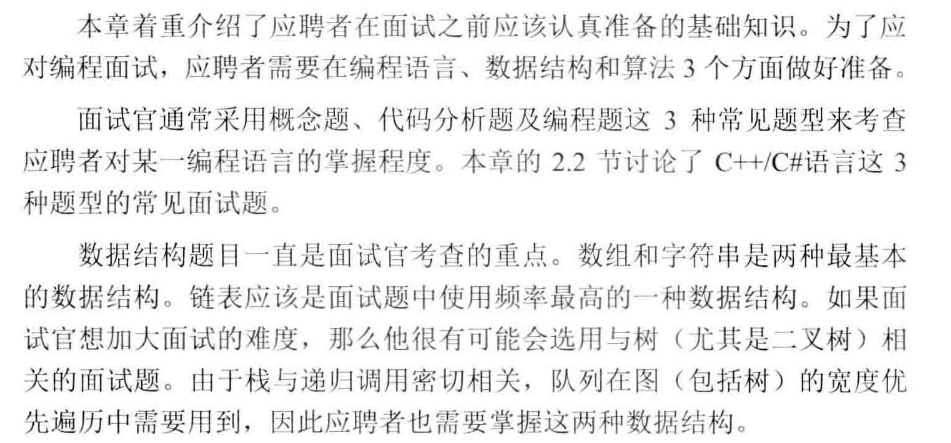 本章着重介绍了应聘者在面试之前应该认真准备的基础知识。为了应
对编程面试，应聘者需要在编程语言、数据结构和算法 3 个方面做好准备。
面试官通常采用概念题、代码分析题及编程题这 3 种常见题型来考查
应聘者对某一编程语言的掌握程度。本章的 2.2 节讨论了 C++/C#语言这 3
种题型的常见面试题。
数据结构题目一直是面试官考查的重点。数组和字符串是两种最基本
的数据结构。链表应该是面试题中使用频率最高的一种数据结构。如果面
试官想加大面试的难度，那么他很有可能会选用与树（尤其是二叉树）相
关的面试题。由于栈与递归调用密切相关，队列在图（包括树）的宽度优
先遍历中需要用到，因此应聘者也需要掌握这两种数据结构。